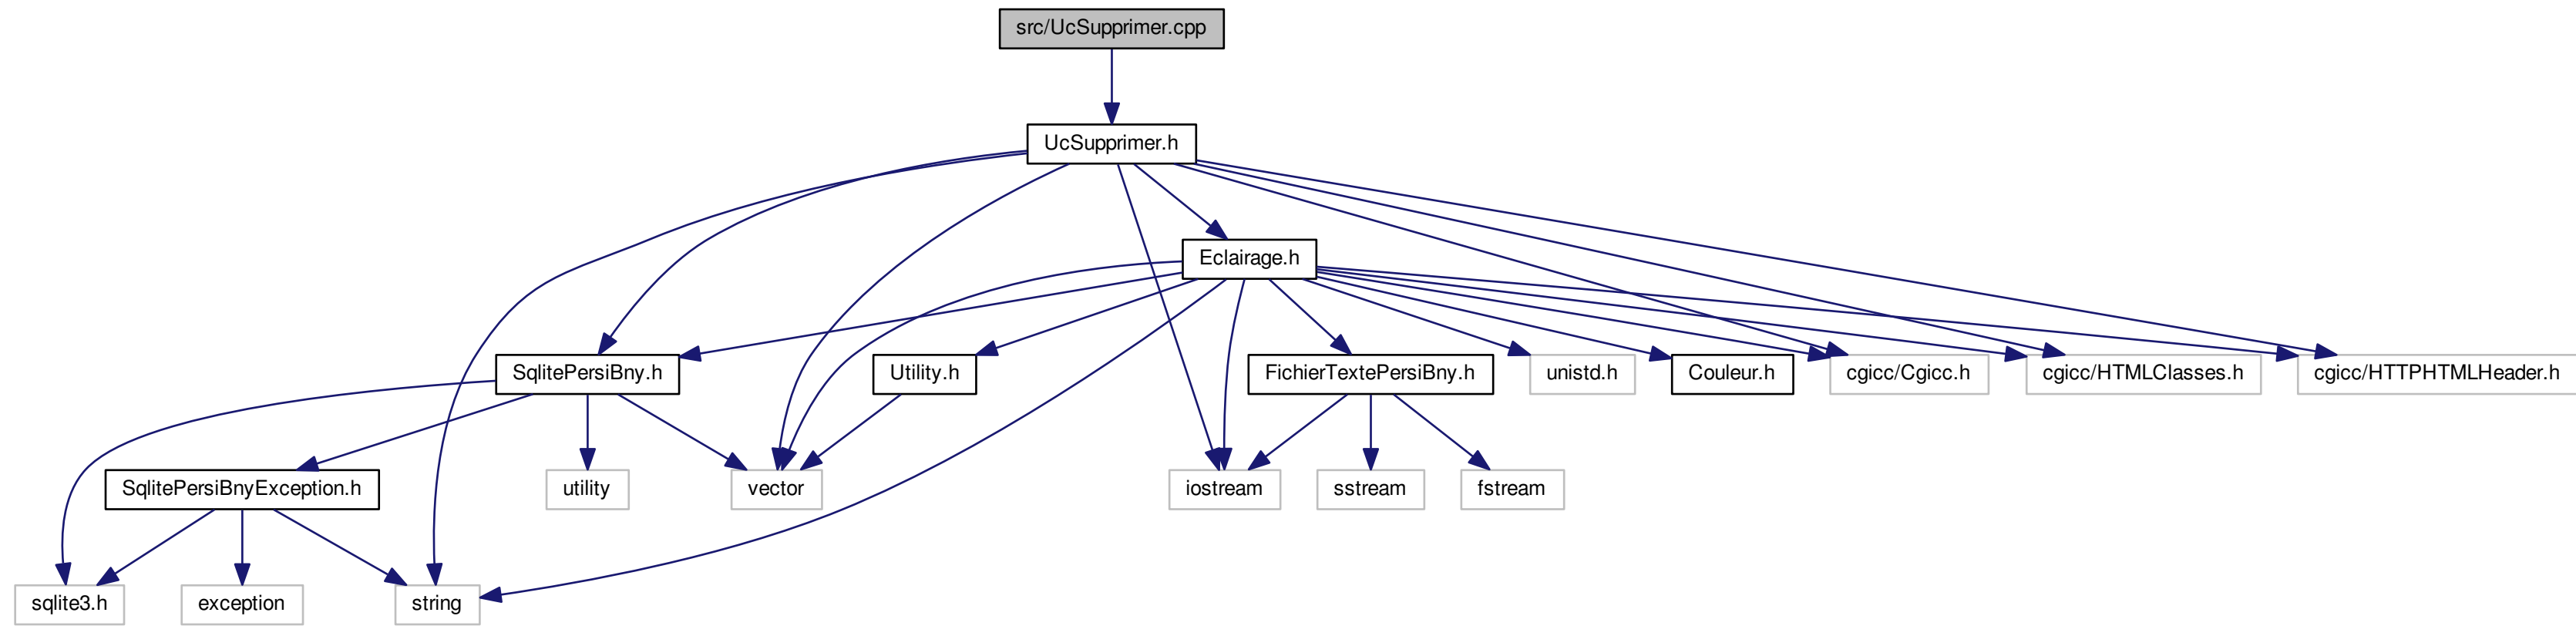 src/UcSupprimer.cpp
UcSupprimer.h
Eclairage.h
SqlitePersiBny.h
Utility.h
FichierTextePersiBny.h
unistd.h
Couleur.h
cgicc/Cgicc.h
cgicc/HTMLClasses.h
cgicc/HTTPHTMLHeader.h
SqlitePersiBnyException.h
utility
vector
iostream
sstream
fstream
sqlite3.h
exception
string